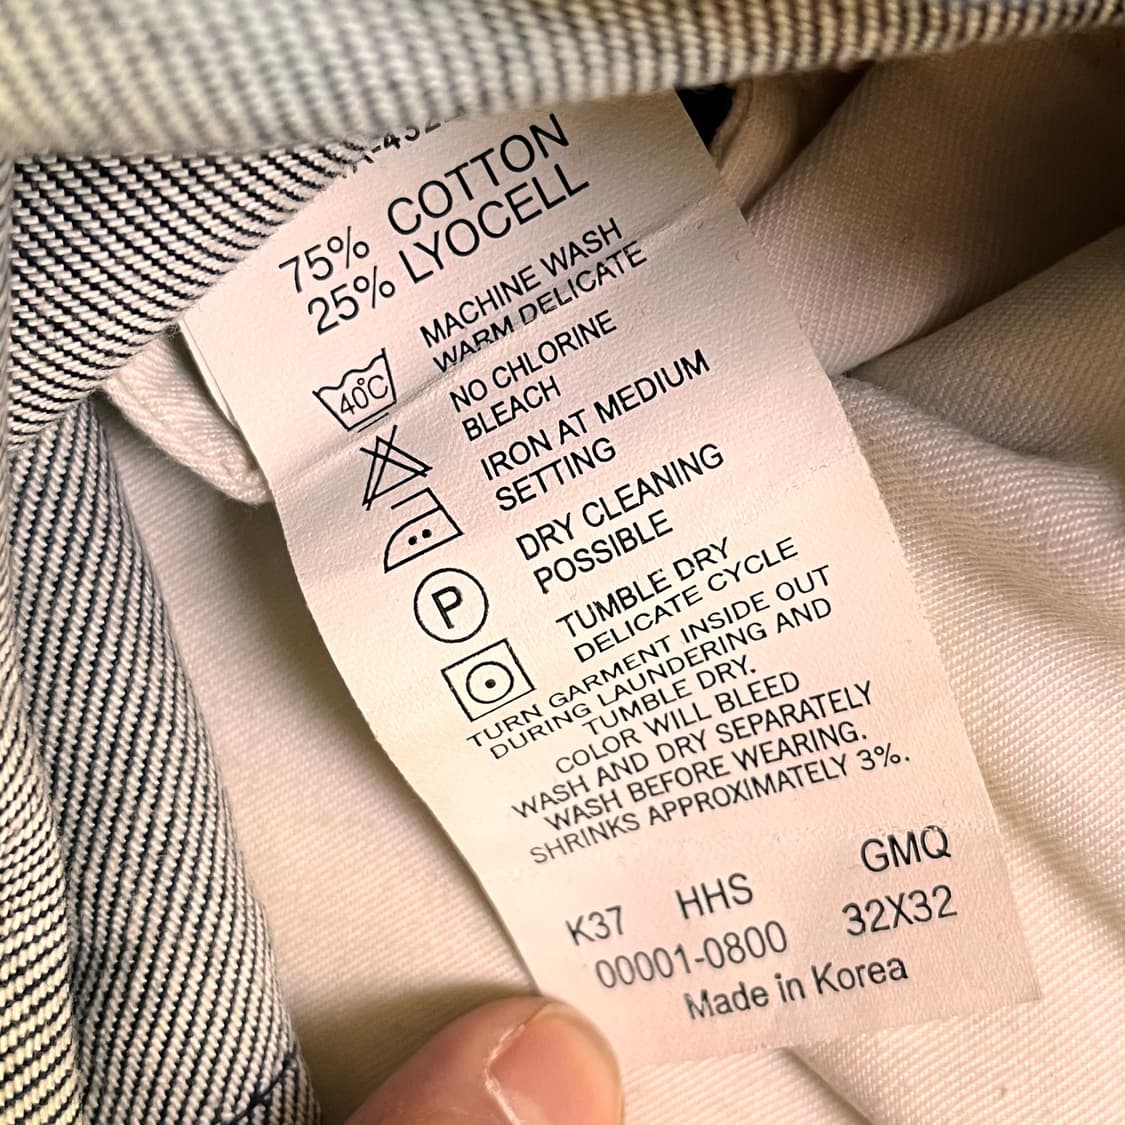 75% COTTON
25% LYOCELL
MACHINE WASH
WARM DELICATE
40°C
NO CHLORINE
BLEACH
IRON AT MEDIUM
SETTING
DRY CLEANING
POSSIBLE
P
TUMBLE DRY
DELICATE CYCLE
TURN GARMENT INSIDE OUT
DURING LAUNDERING AND
TUMBLE DRY.
COLOR WILL BLEED
WASH AND DRY SEPARATELY
WASH BEFORE WEARING.
SHRINKS APPROXIMATELY 3%.
K37 HHS GMQ
00001-0800 32X32
Made in Korea